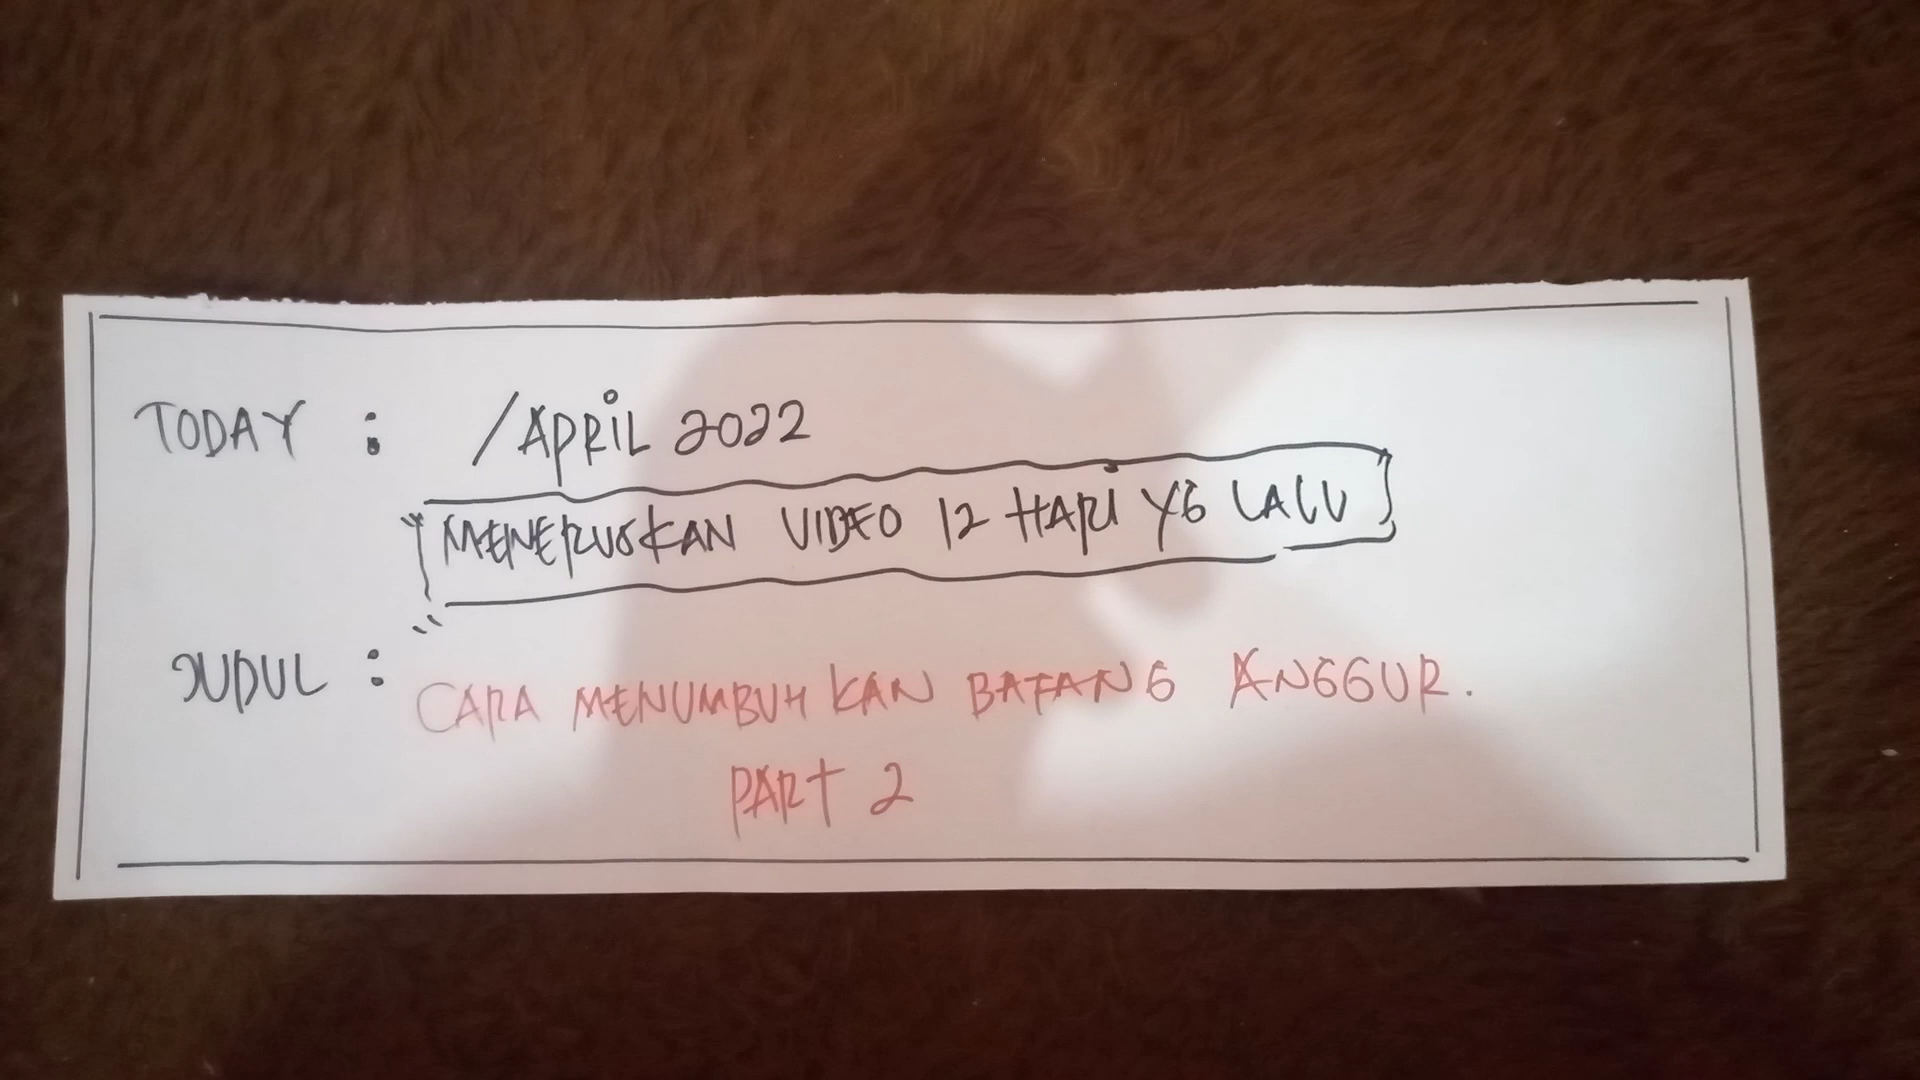 TODAY : /APRIL 2022
MENERUSKAN VIDEO 12 HARI YG LALU
JUDUL : CARA MENUMBUHKAN BATANG ANGGUR.
PART 2